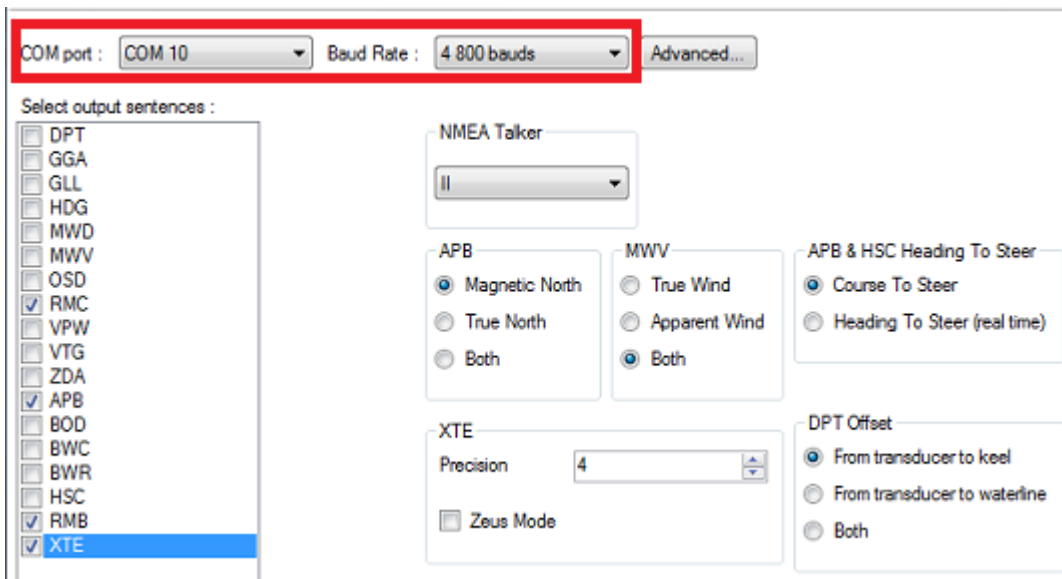 COM port : COM 10 Baud Rate : 4 800 bauds Advanced...
Select output sentences :
DPT
GGA
GLL
HDG
MWD
MWV
OSD
RMC
VPW
VTG
ZDA
APB
BOD
BWC
BWR
HSC
RMB
XTE
NMEA Talker
II
APB
Magnetic North
True North
Both
MWV
True Wind
Apparent Wind
Both
APB & HSC Heading To Steer
Course To Steer
Heading To Steer (real time)
XTE
Precision 4
Zeus Mode
DPT Offset
From transducer to keel
From transducer to waterline
Both